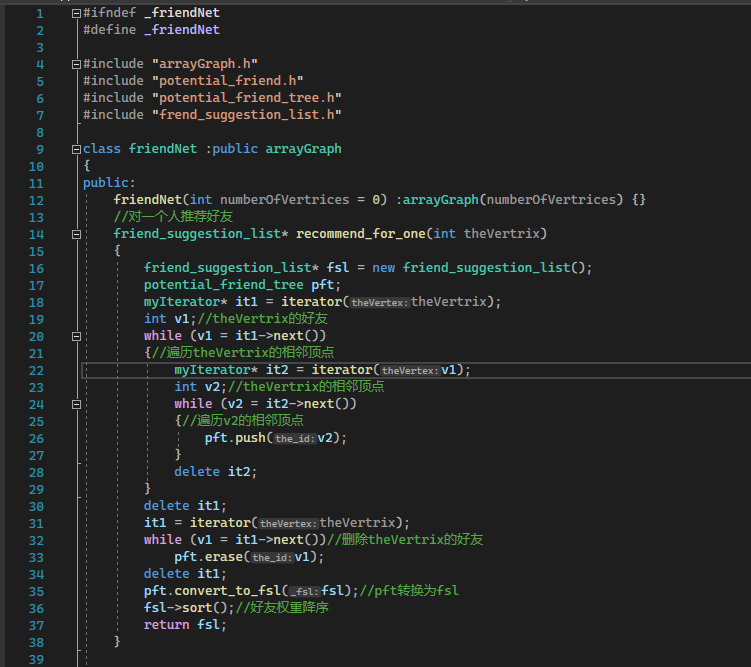 1 #ifndef _friendNet
2 #define _friendNet
3
4 #include "arrayGraph.h"
5 #include "potential_friend.h"
6 #include "potential_friend_tree.h"
7 #include "frend_suggestion_list.h"
8
9 class friendNet :public arrayGraph
10 {
11 public:
12 friendNet(int numberOfVertrices = 0) :arrayGraph(numberOfVertrices) {}
13 //对一个人推荐好友
14 friend_suggestion_list* recommend_for_one(int theVertrix)
15 {
16 friend_suggestion_list* fsl = new friend_suggestion_list();
17 potential_friend_tree pft;
18 myIterator* it1 = iterator(theVertex:theVertrix);
19 int v1;//theVertrix的好友
20 while (v1 = it1->next())
21 {//遍历theVertrix的相邻顶点
22 myIterator* it2 = iterator(theVertex:v1);
23 int v2;//theVertrix的相邻顶点
24 while (v2 = it2->next())
25 {//遍历v2的相邻顶点
26 pft.push(the_id:v2);
27 }
28 delete it2;
29 }
30 delete it1;
31 it1 = iterator(theVertex:theVertrix);
32 while (v1 = it1->next())//删除theVertrix的好友
33 pft.erase(the_id:v1);
34 delete it1;
35 pft.convert_to_fsl(_fsl:fsl);//pft转换为fsl
36 fsl->sort();//好友权重降序
37 return fsl;
38 }
39